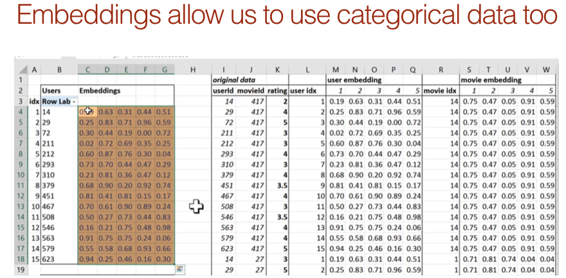 Embeddings allow us to use categorical data too
A B C D E F G H I J K L M N O P Q R S T U V W
1 original data user embedding movie embedding
2 Users Embeddings userId movieId rating user idx 1 2 3 4 5 movie idx 1 2 3 4 5
3 idx Row Lab 14 417 2 1 0.19 0.63 0.31 0.44 0.51 14 0.75 0.47 0.05 0.91 0.59
4 1 14 0.63 0.31 0.44 0.51 29 417 4 2 0.25 0.83 0.71 0.96 0.59 14 0.75 0.47 0.05 0.91 0.59
5 2 29 0.25 0.83 0.71 0.96 0.59 72 417 5 3 0.30 0.44 0.19 0.00 0.72 14 0.75 0.47 0.05 0.91 0.59
6 3 72 0.30 0.44 0.19 0.00 0.72 211 417 3 4 0.02 0.72 0.69 0.35 0.25 14 0.75 0.47 0.05 0.91 0.59
7 4 211 0.02 0.72 0.69 0.35 0.25 212 417 3 5 0.60 0.87 0.76 0.30 0.04 14 0.75 0.47 0.05 0.91 0.59
8 5 212 0.60 0.87 0.76 0.30 0.04 293 417 4 6 0.73 0.70 0.44 0.47 0.29 14 0.75 0.47 0.05 0.91 0.59
9 6 293 0.73 0.70 0.44 0.47 0.29 310 417 3 7 0.23 0.81 0.36 0.47 0.12 14 0.75 0.47 0.05 0.91 0.59
10 7 310 0.23 0.81 0.36 0.47 0.12 379 417 4 8 0.68 0.90 0.20 0.92 0.74 14 0.75 0.47 0.05 0.91 0.59
11 8 379 0.68 0.90 0.20 0.92 0.74 451 417 3.5 9 0.81 0.41 0.81 0.15 0.17 14 0.75 0.47 0.05 0.91 0.59
12 9 451 0.81 0.41 0.81 0.15 0.17 467 417 4 10 0.70 0.61 0.90 0.89 0.24 14 0.75 0.47 0.05 0.91 0.59
13 10 467 0.70 0.61 0.90 0.89 0.24 508 417 3 11 0.50 0.27 0.73 0.44 0.83 14 0.75 0.47 0.05 0.91 0.59
14 11 508 0.50 0.27 0.73 0.44 0.83 546 417 3.5 12 0.16 0.21 0.75 0.48 0.98 14 0.75 0.47 0.05 0.91 0.59
15 12 546 0.16 0.21 0.75 0.48 0.98 563 417 4 13 0.91 0.75 0.75 0.24 0.06 14 0.75 0.47 0.05 0.91 0.59
16 13 563 0.91 0.75 0.75 0.24 0.06 579 417 4 14 0.55 0.58 0.68 0.93 0.66 14 0.75 0.47 0.05 0.91 0.59
17 14 579 0.55 0.58 0.68 0.93 0.66 623 417 5 15 0.94 0.25 0.46 0.16 0.30 14 0.75 0.47 0.05 0.91 0.59
18 15 623 0.94 0.25 0.46 0.16 0.30 14 27 3 1 0.19 0.63 0.31 0.44 0.51 1 0.71 0.81 0.74 0.04 0.04
19 29 27 5 2 0.25 0.83 0.71 0.96 0.59 1 0.71 0.81 0.74 0.04 0.04